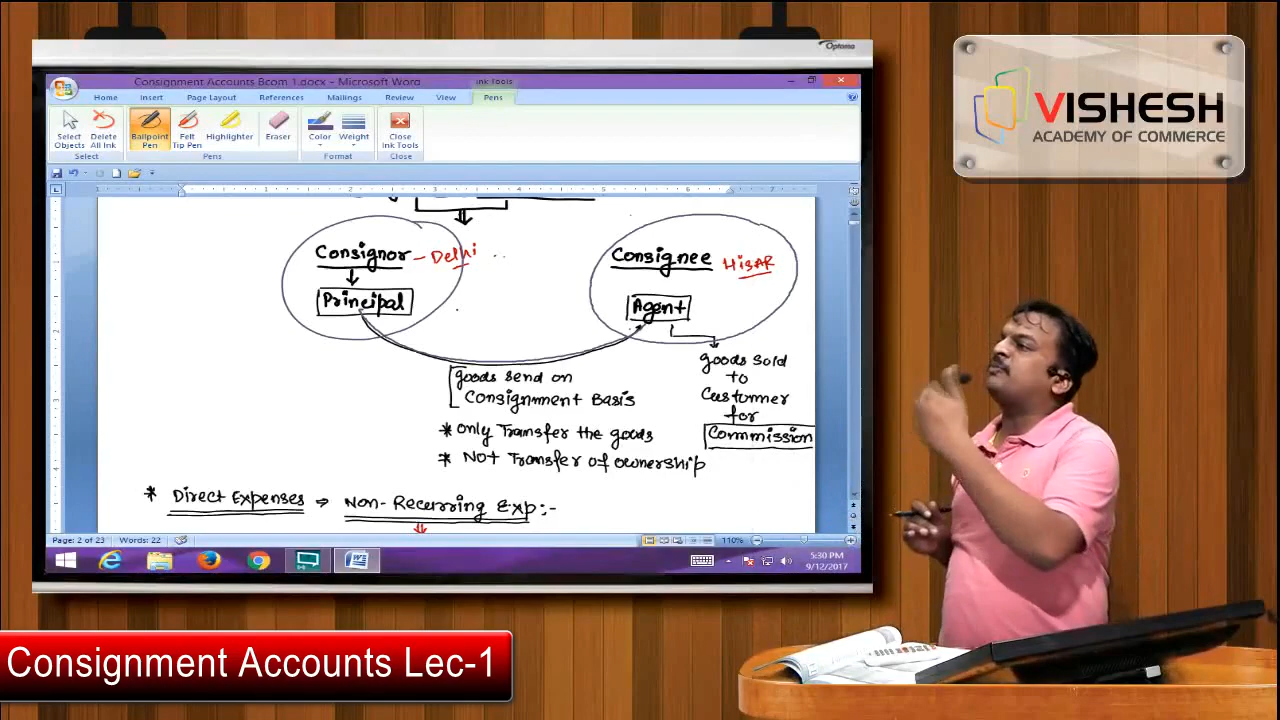 Optoma
Consignment Accounts Bcom 1.docx - Microsoft Word
Ink Tools
Home Insert Page Layout References Mailings Review View Pens
Select Objects
Delete All Ink
Ballpoint Pen
Felt Tip Pen
Highlighter
Eraser
Color
Weight
Close Ink Tools
Select Pens Format Close
VISHESH
ACADEMY OF COMMERCE
Consignor - Delhi
Principal
Consignee HISAR
Agent
goods send on
Consignment Basis
* only Transfer the goods
* NOT Transfer of ownership
goods sold
to
Customer
for
Commission
* Direct Expenses ⇒ Non-Recurring Exp:-
Page: 2 of 23 Words: 22 110%
5:30 PM
9/12/2017
Consignment Accounts Lec-1